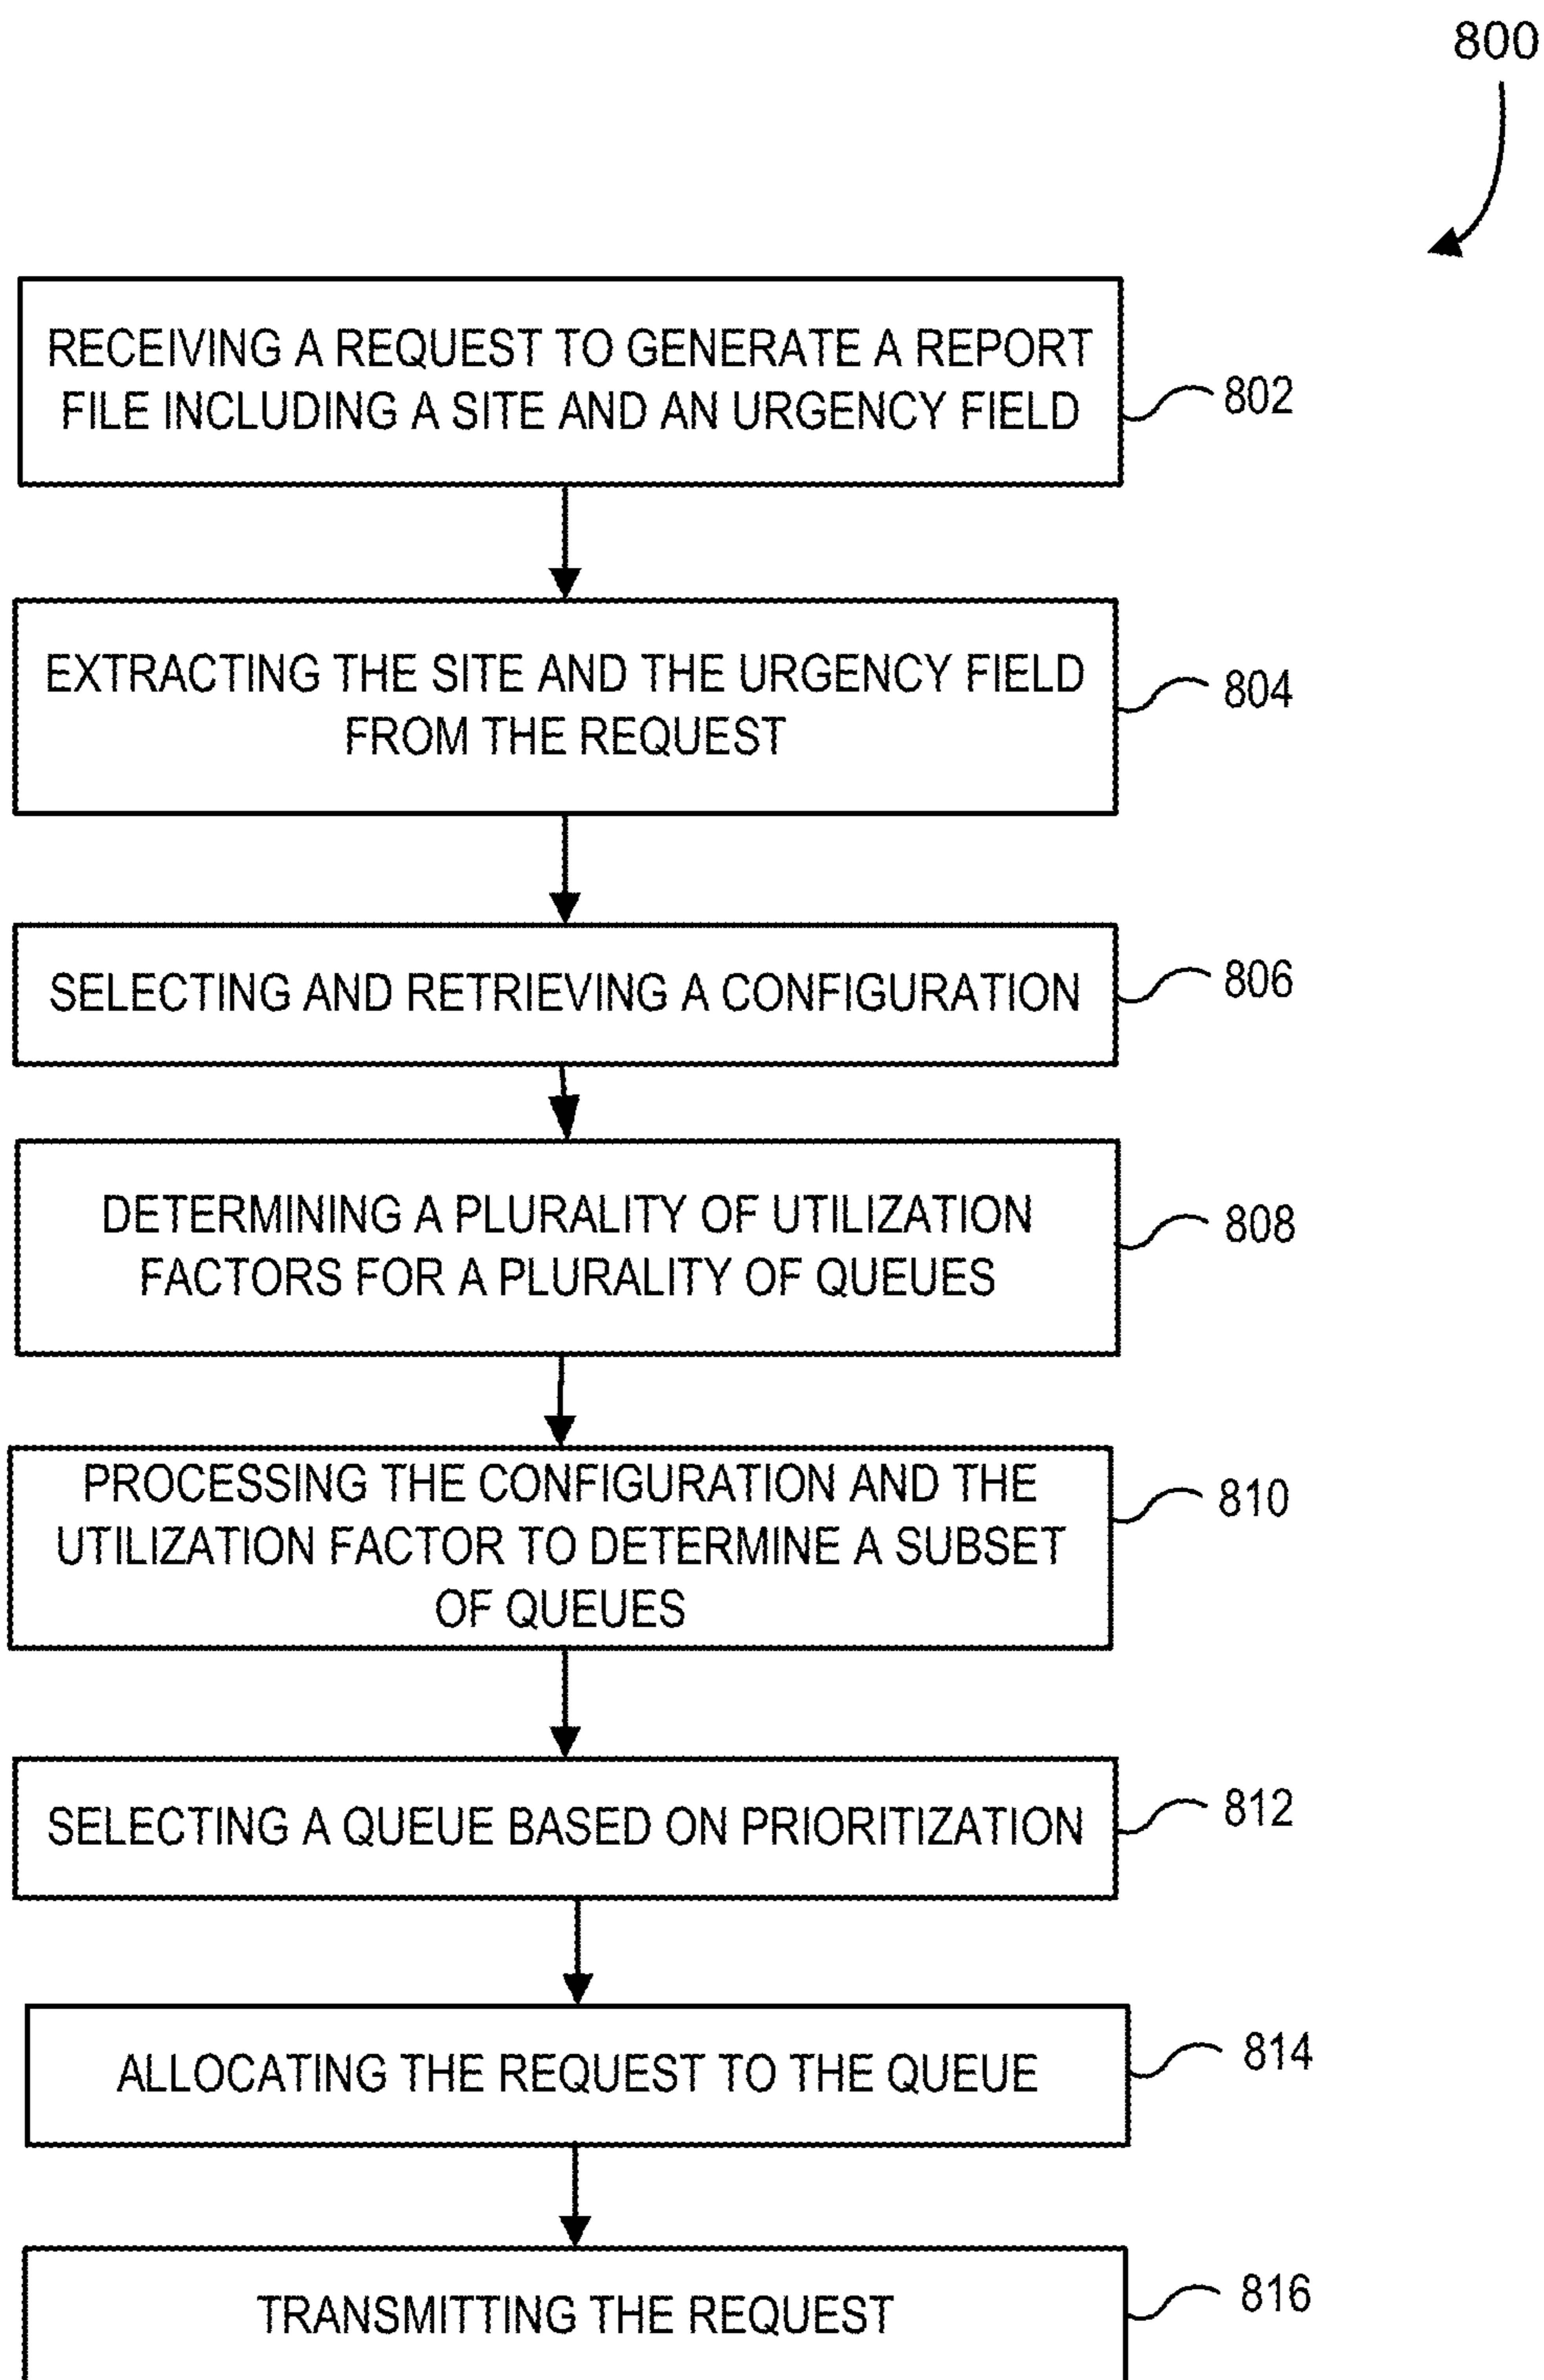 800
RECEIVING A REQUEST TO GENERATE A REPORT
FILE INCLUDING A SITE AND AN URGENCY FIELD
802
EXTRACTING THE SITE AND THE URGENCY FIELD
FROM THE REQUEST
804
SELECTING AND RETRIEVING A CONFIGURATION
806
DETERMINING A PLURALITY OF UTILIZATION
FACTORS FOR A PLURALITY OF QUEUES
808
PROCESSING THE CONFIGURATION AND THE
UTILIZATION FACTOR TO DETERMINE A SUBSET
OF QUEUES
810
SELECTING A QUEUE BASED ON PRIORITIZATION
812
ALLOCATING THE REQUEST TO THE QUEUE
814
TRANSMITTING THE REQUEST
816